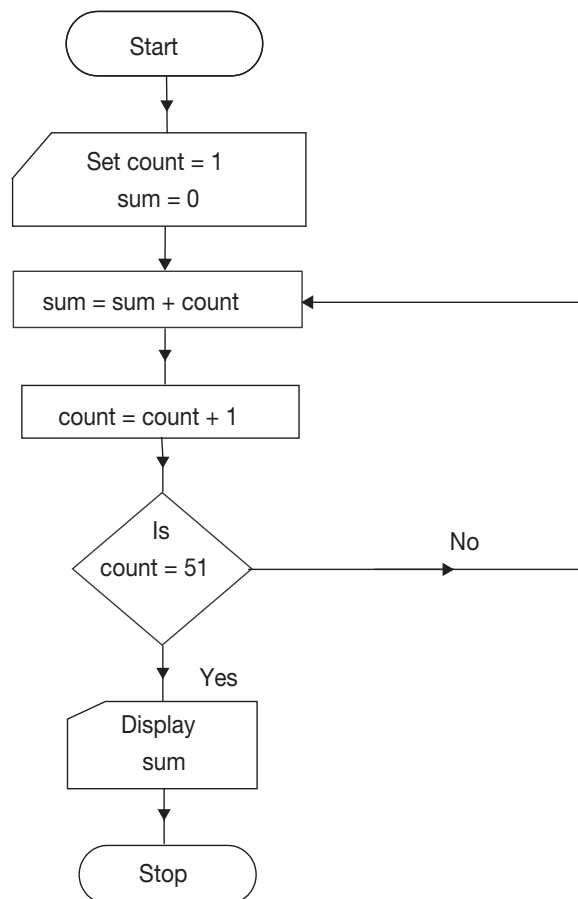 Start
Set count = 1
sum = 0
sum = sum + count
count = count + 1
Is
count = 51
No
Yes
Display
sum
Stop